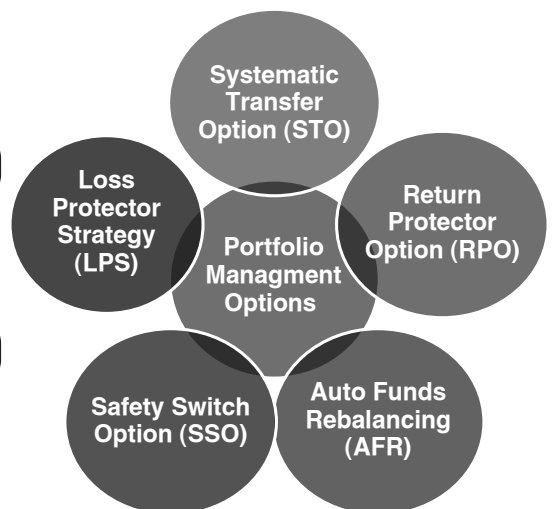 Systematic
Transfer
Option (STO)
Loss
Protector
Strategy
(LPS)
Return
Protector
Option (RPO)
Portfolio
Managment
Options
Safety Switch
Option (SSO)
Auto Funds
Rebalancing
(AFR)